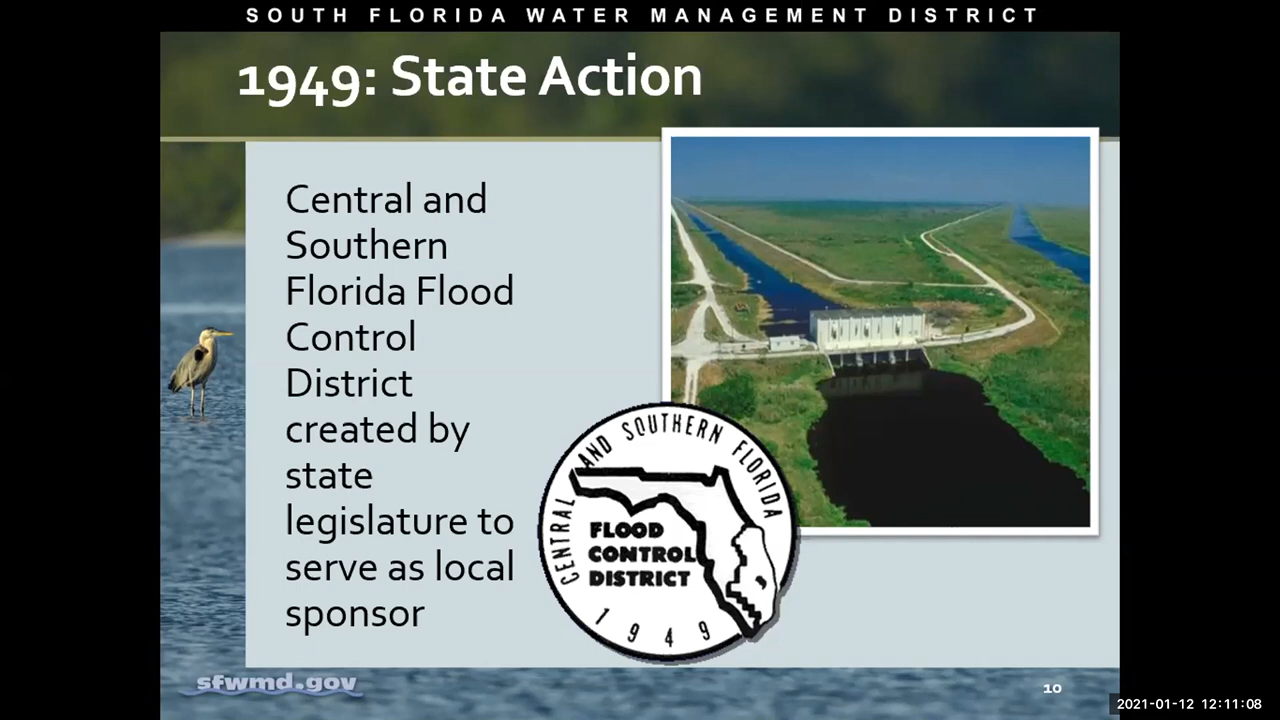 SOUTH FLORIDA WATER MANAGEMENT DISTRICT
1949: State Action
Central and
Southern
Florida Flood
Control
District
created by
state
legislature to
serve as local
sponsor
CENTRAL AND SOUTHERN FLORIDA
FLOOD
CONTROL
DISTRICT
1949
sfwmd.gov
10
2021-01-12 12:11:08